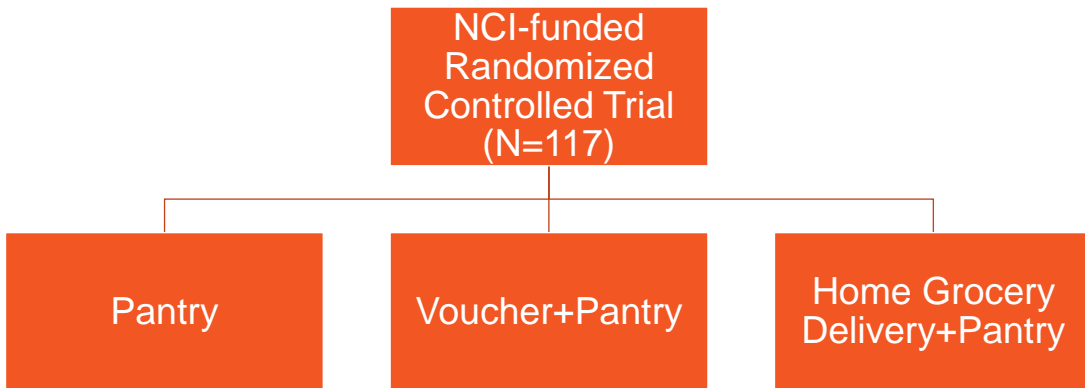 NCI-funded
Randomized
Controlled Trial
(N=117)
Pantry
Voucher+Pantry
Home Grocery
Delivery+Pantry